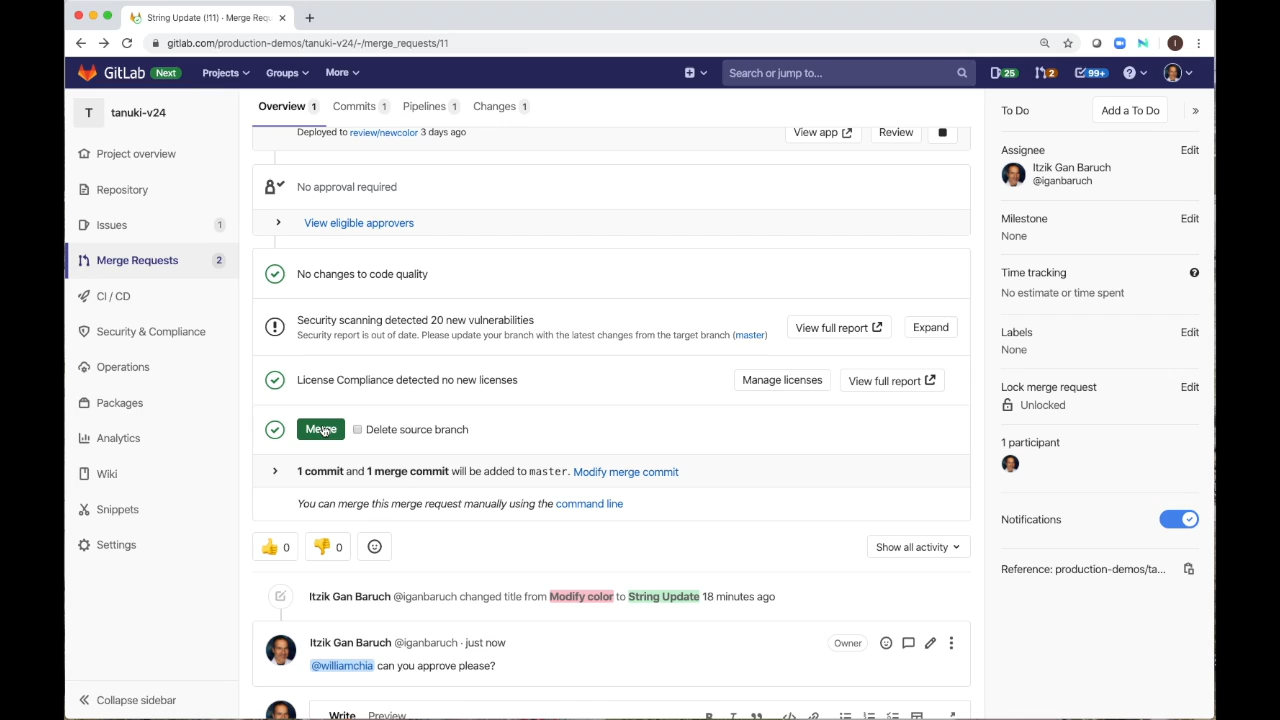 String Update (!11) · Merge Requ
gitlab.com/production-demos/tanuki-v24/-/merge_requests/11
I
GitLab Next Projects Groups More Search or jump to... 25 2 99+
T tanuki-v24
Project overview
Repository
Issues 1
Merge Requests 2
CI / CD
Security & Compliance
Operations
Packages
Analytics
Wiki
Snippets
Settings
Collapse sidebar
Overview 1 Commits 1 Pipelines 1 Changes 1
Deployed to review/newcolor 3 days ago View app Review
No approval required
View eligible approvers
No changes to code quality
Security scanning detected 20 new vulnerabilities
Security report is out of date. Please update your branch with the latest changes from the target branch (master)
View full report Expand
License Compliance detected no new licenses Manage licenses View full report
Merge Delete source branch
1 commit and 1 merge commit will be added to master. Modify merge commit
You can merge this merge request manually using the command line
👍 0 👎 0 Show all activity
Itzik Gan Baruch @iganbaruch changed title from Modify color to String Update 18 minutes ago
Itzik Gan Baruch @iganbaruch · just now Owner
@williamchia can you approve please?
Write Preview
To Do Add a To Do
Assignee Edit
Itzik Gan Baruch
@iganbaruch
Milestone Edit
None
Time tracking
No estimate or time spent
Labels Edit
None
Lock merge request Edit
Unlocked
1 participant
Notifications
Reference: production-demos/ta...